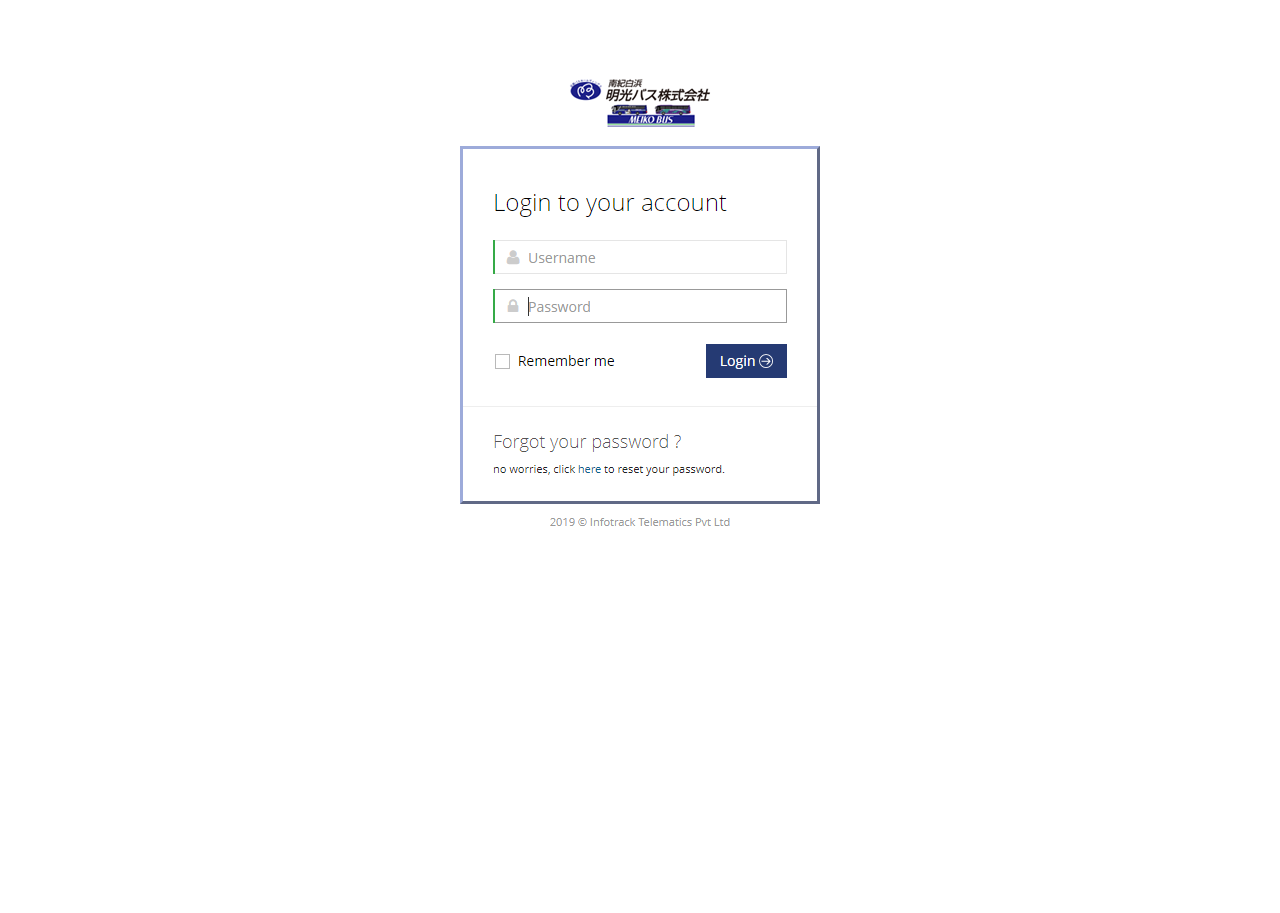 南紀白浜
明光バス株式会社
MEIKO BUS
Login to your account
Username
Password
Remember me
Login
Forgot your password ?
no worries, click here to reset your password.
2019 © Infotrack Telematics Pvt Ltd